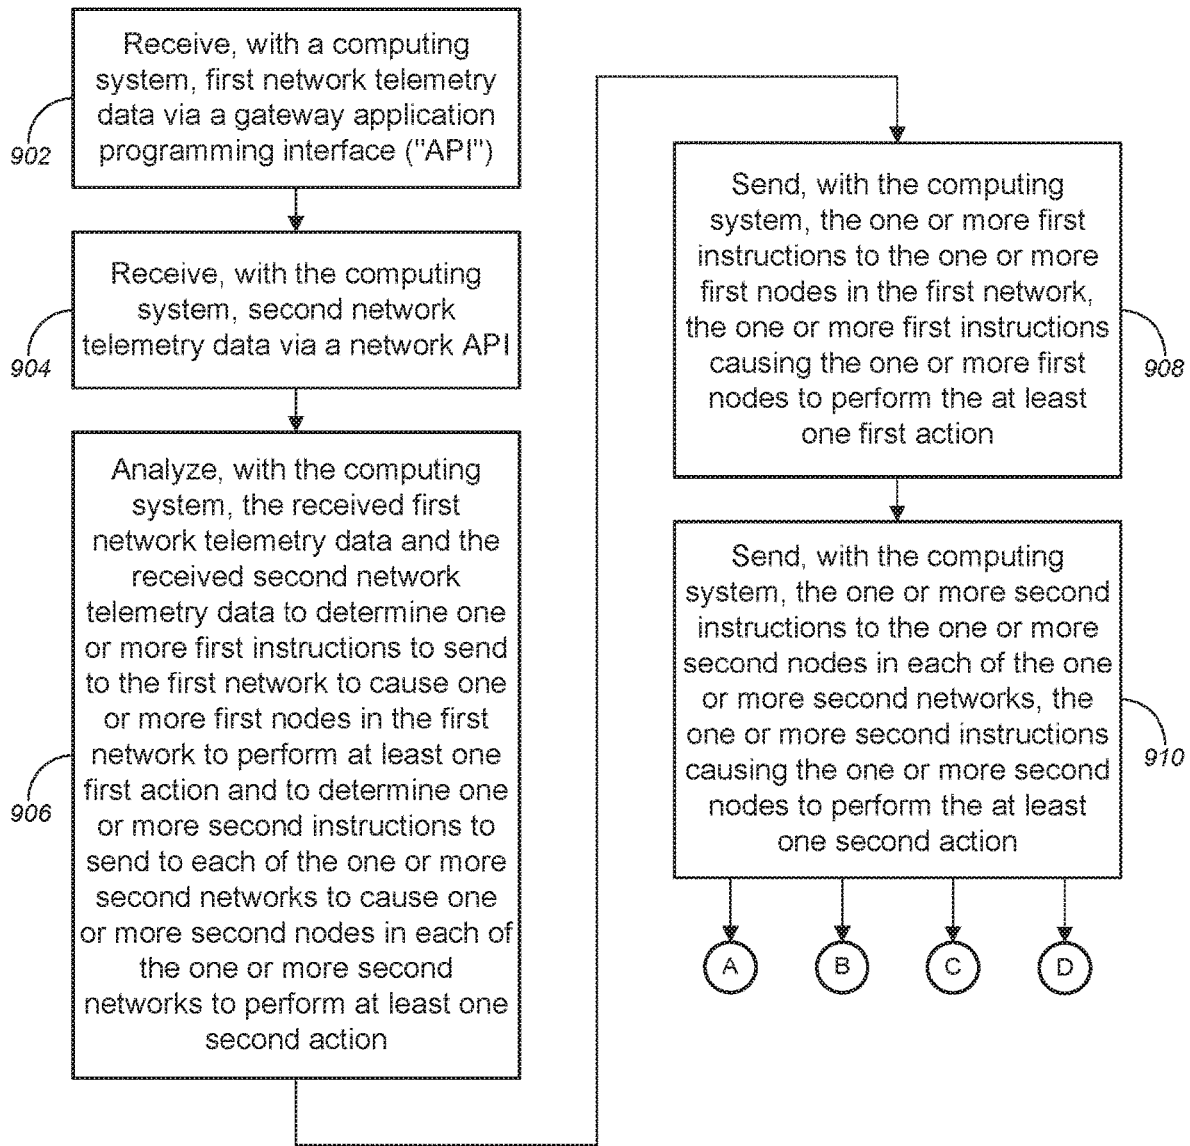 Receive, with a computing
system, first network telemetry
data via a gateway application
programming interface ("API")
902
Receive, with the computing
system, second network
telemetry data via a network API
904
Analyze, with the computing
system, the received first
network telemetry data and the
received second network
telemetry data to determine one
or more first instructions to send
to the first network to cause one
or more first nodes in the first
network to perform at least one
first action and to determine one
or more second instructions to
send to each of the one or more
second networks to cause one
or more second nodes in each of
the one or more second
networks to perform at least one
second action
906
Send, with the computing
system, the one or more first
instructions to the one or more
first nodes in the first network,
the one or more first instructions
causing the one or more first
nodes to perform the at least
one first action
908
Send, with the computing
system, the one or more second
instructions to the one or more
second nodes in each of the one
or more second networks, the
one or more second instructions
causing the one or more second
nodes to perform the at least
one second action
910
A
B
C
D